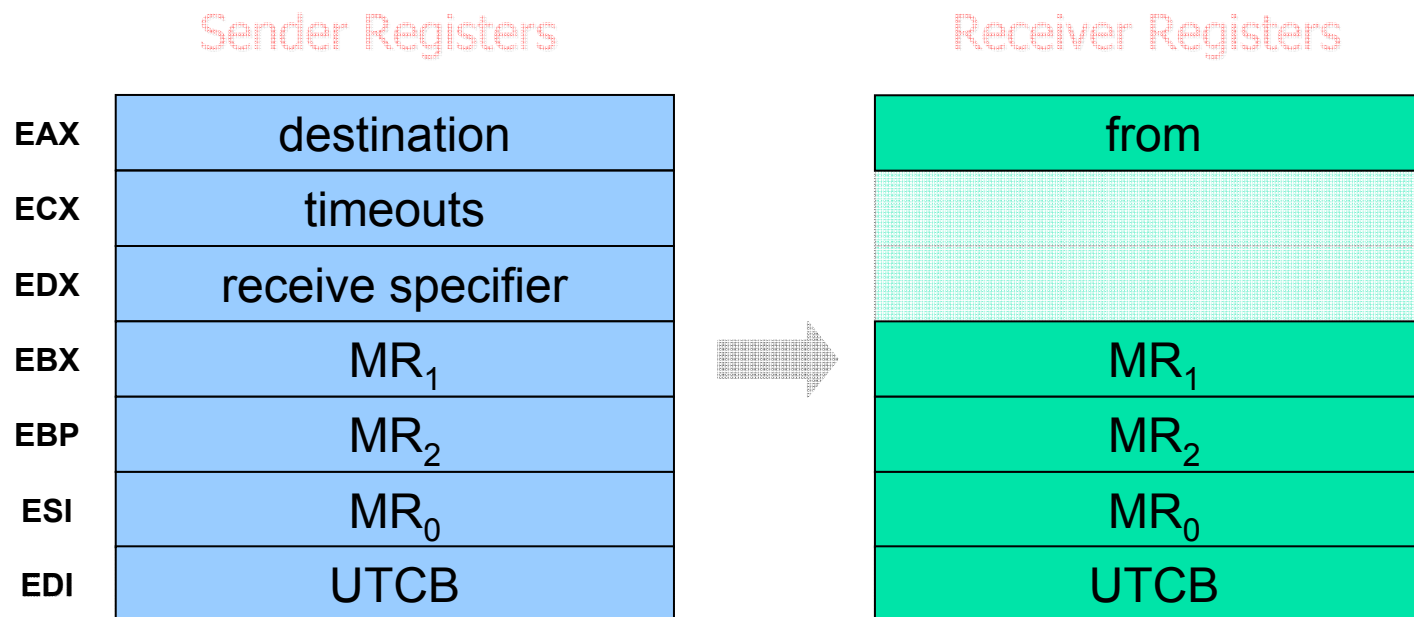 Sender Registers Receiver Registers
EAX destination from
ECX timeouts
EDX receive specifier
EBX MR₁ MR₁
EBP MR₂ MR₂
ESI MR₀ MR₀
EDI UTCB UTCB